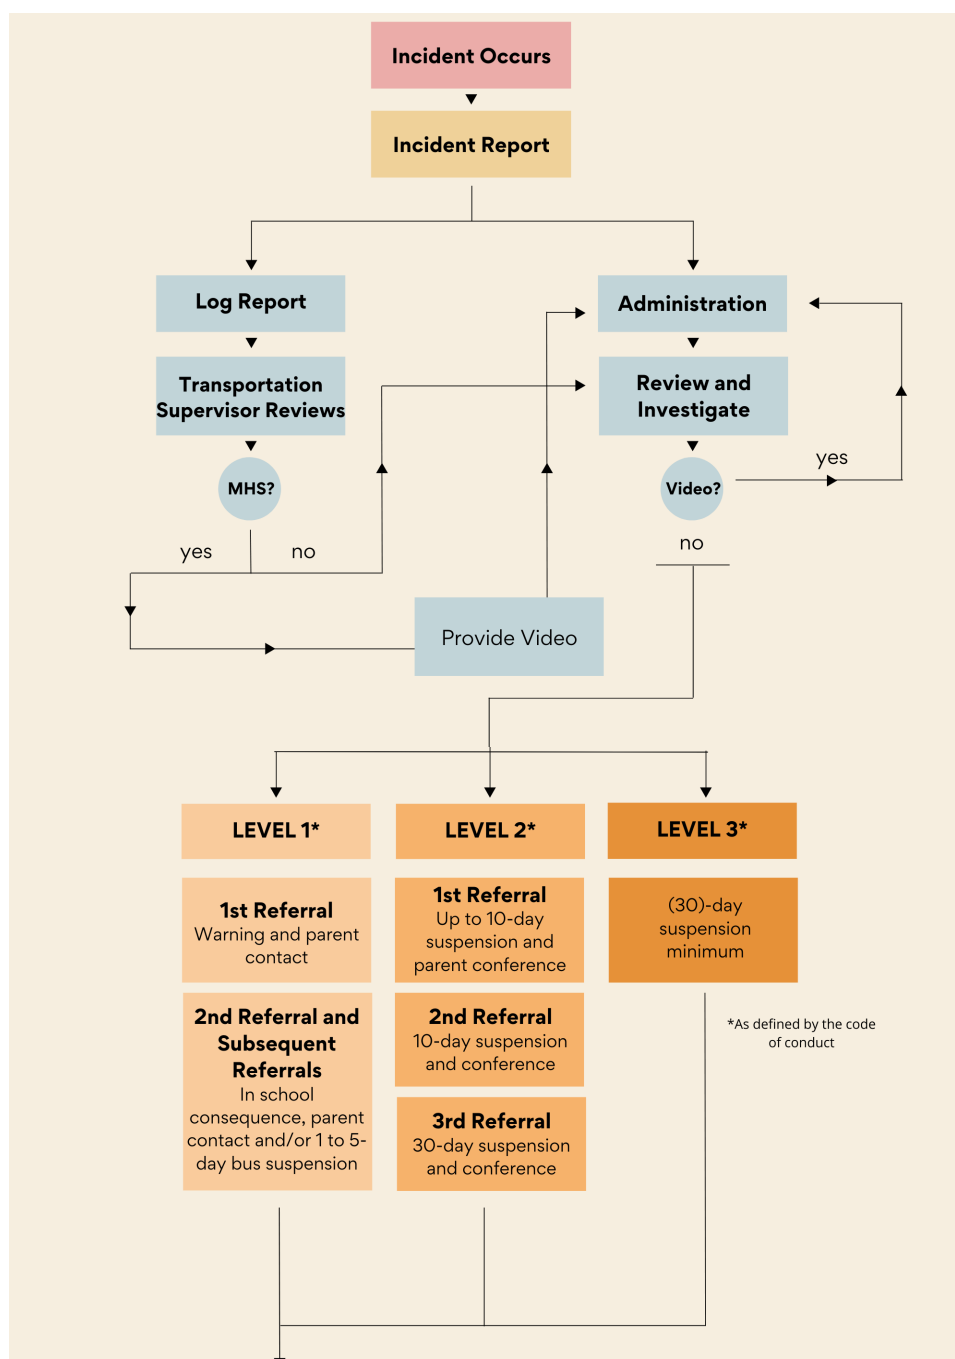 Incident Occurs
Incident Report
Log Report
Administration
Transportation
Supervisor Reviews
Review and
Investigate
MHS?
Video?
yes
yes
no
no
Provide Video
LEVEL 1*
LEVEL 2*
LEVEL 3*
1st Referral
Warning and parent
contact
1st Referral
Up to 10-day
suspension and
parent conference
(30)-day
suspension
minimum
2nd Referral and
Subsequent
Referrals
In school
consequence, parent
contact and/or 1 to 5-
day bus suspension
2nd Referral
10-day suspension
and conference
3rd Referral
30-day suspension
and conference
*As defined by the code
of conduct